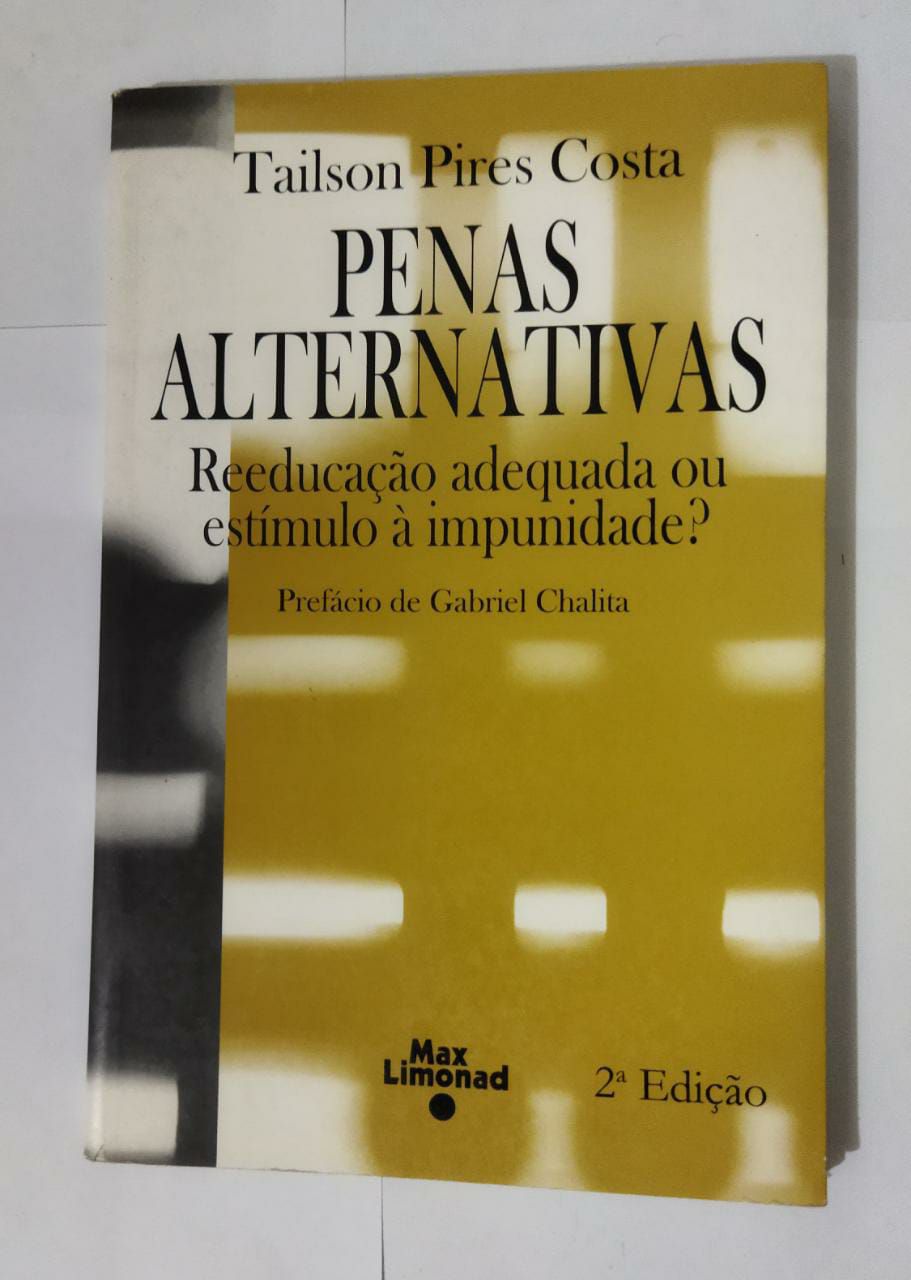 Tailson Pires Costa
PENAS
ALTERNATIVAS
Reeducação adequada ou
estímulo à impunidade?
Prefácio de Gabriel Chalita
Max
Limonad
2ª Edição